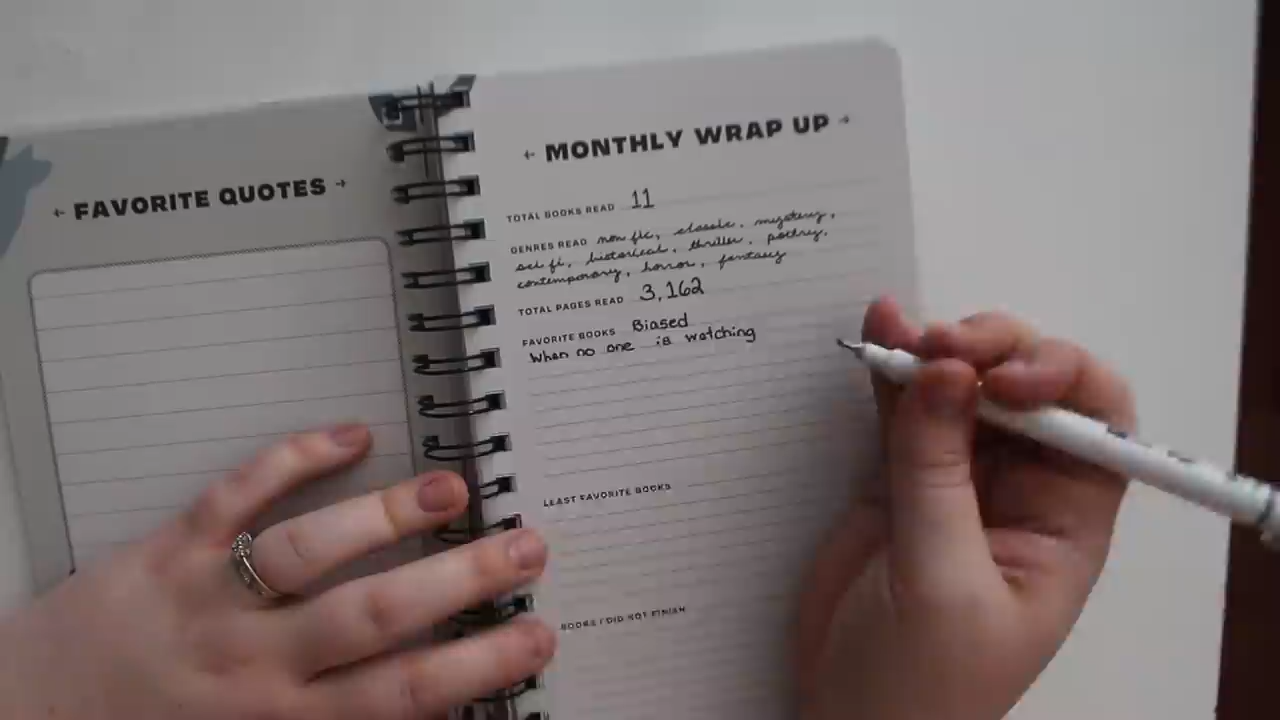 ← FAVORITE QUOTES →
← MONTHLY WRAP UP →
TOTAL BOOKS READ 11
GENRES READ non fic, classic, mystery,
sci fi, historical, thriller, poetry,
contemporary, horror, fantasy
TOTAL PAGES READ 3,162
FAVORITE BOOKS Biased
When no one is watching
LEAST FAVORITE BOOKS
BOOKS I DID NOT FINISH